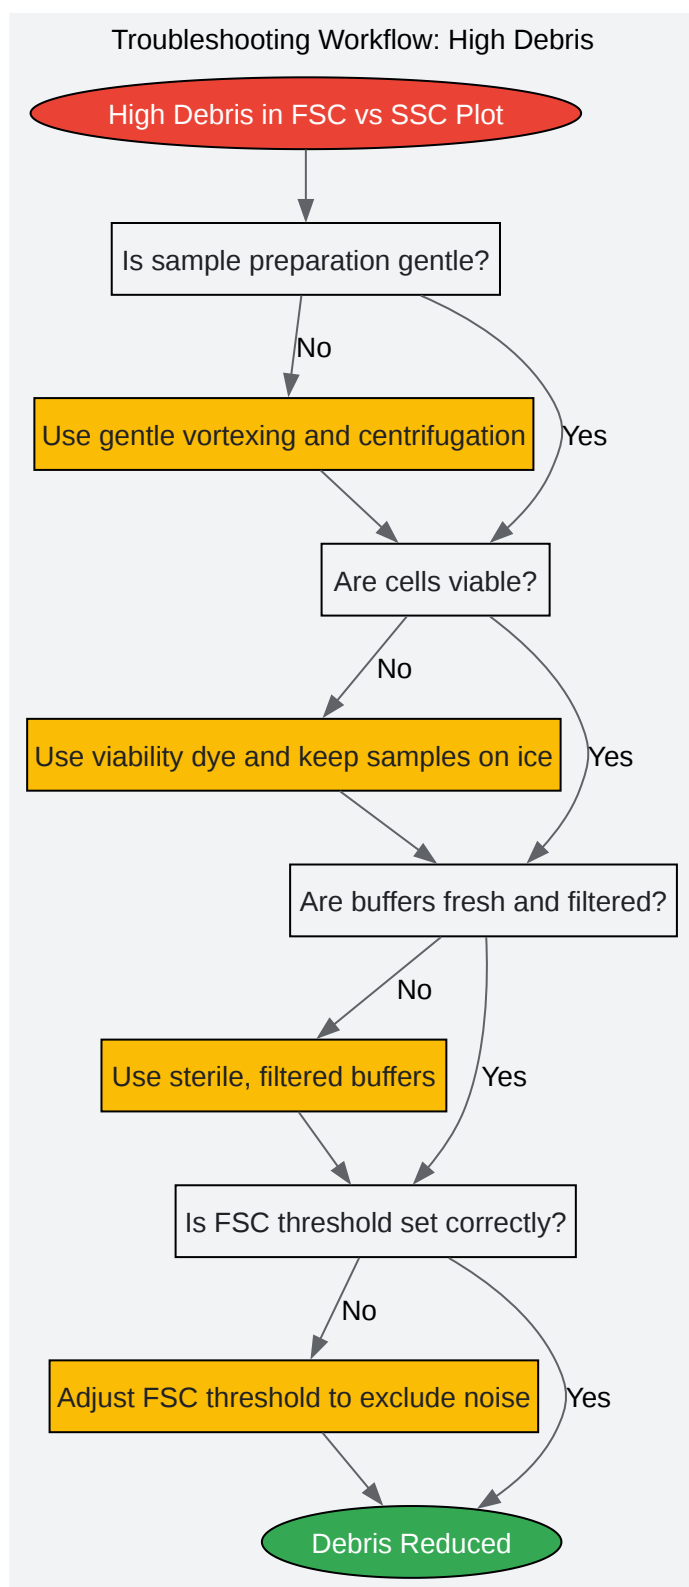 Troubleshooting Workflow: High Debris
High Debris in FSC vs SSC Plot
Is sample preparation gentle?
No
Use gentle vortexing and centrifugation
Yes
Are cells viable?
No
Use viability dye and keep samples on ice
Yes
Are buffers fresh and filtered?
No
Use sterile, filtered buffers
Yes
Is FSC threshold set correctly?
No
Adjust FSC threshold to exclude noise
Yes
Debris Reduced